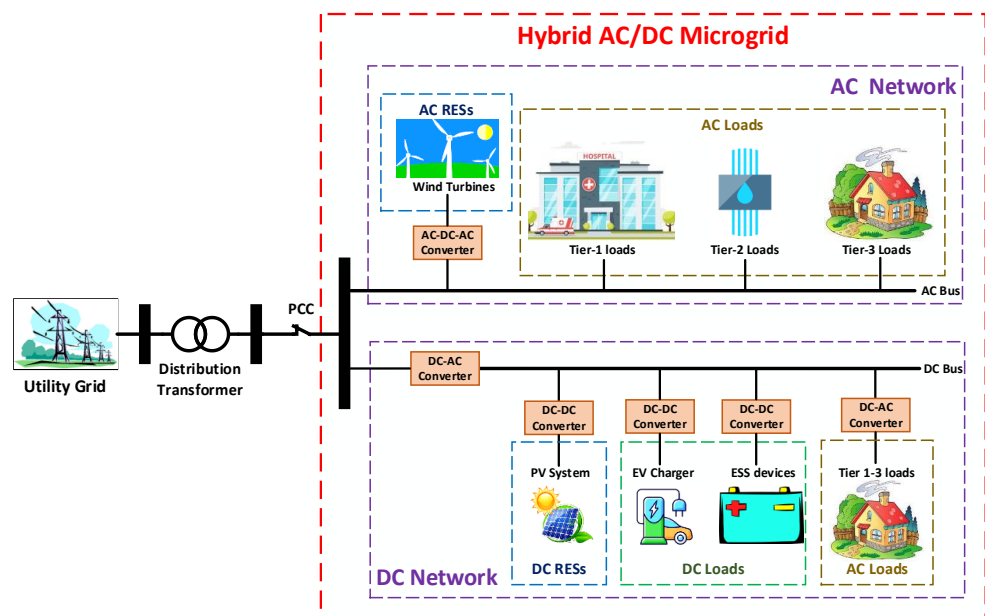 Hybrid AC/DC Microgrid
AC Network
AC RESs
Wind Turbines
AC-DC-AC
Converter
AC Loads
HOSPITAL
Tier-1 loads
Tier-2 Loads
Tier-3 Loads
AC Bus
PCC
Utility Grid
Distribution
Transformer
DC-AC
Converter
DC Bus
DC-DC
Converter
DC-DC
Converter
DC-DC
Converter
DC-AC
Converter
PV System
EV Charger
ESS devices
Tier 1-3 loads
DC RESs
DC Loads
AC Loads
DC Network